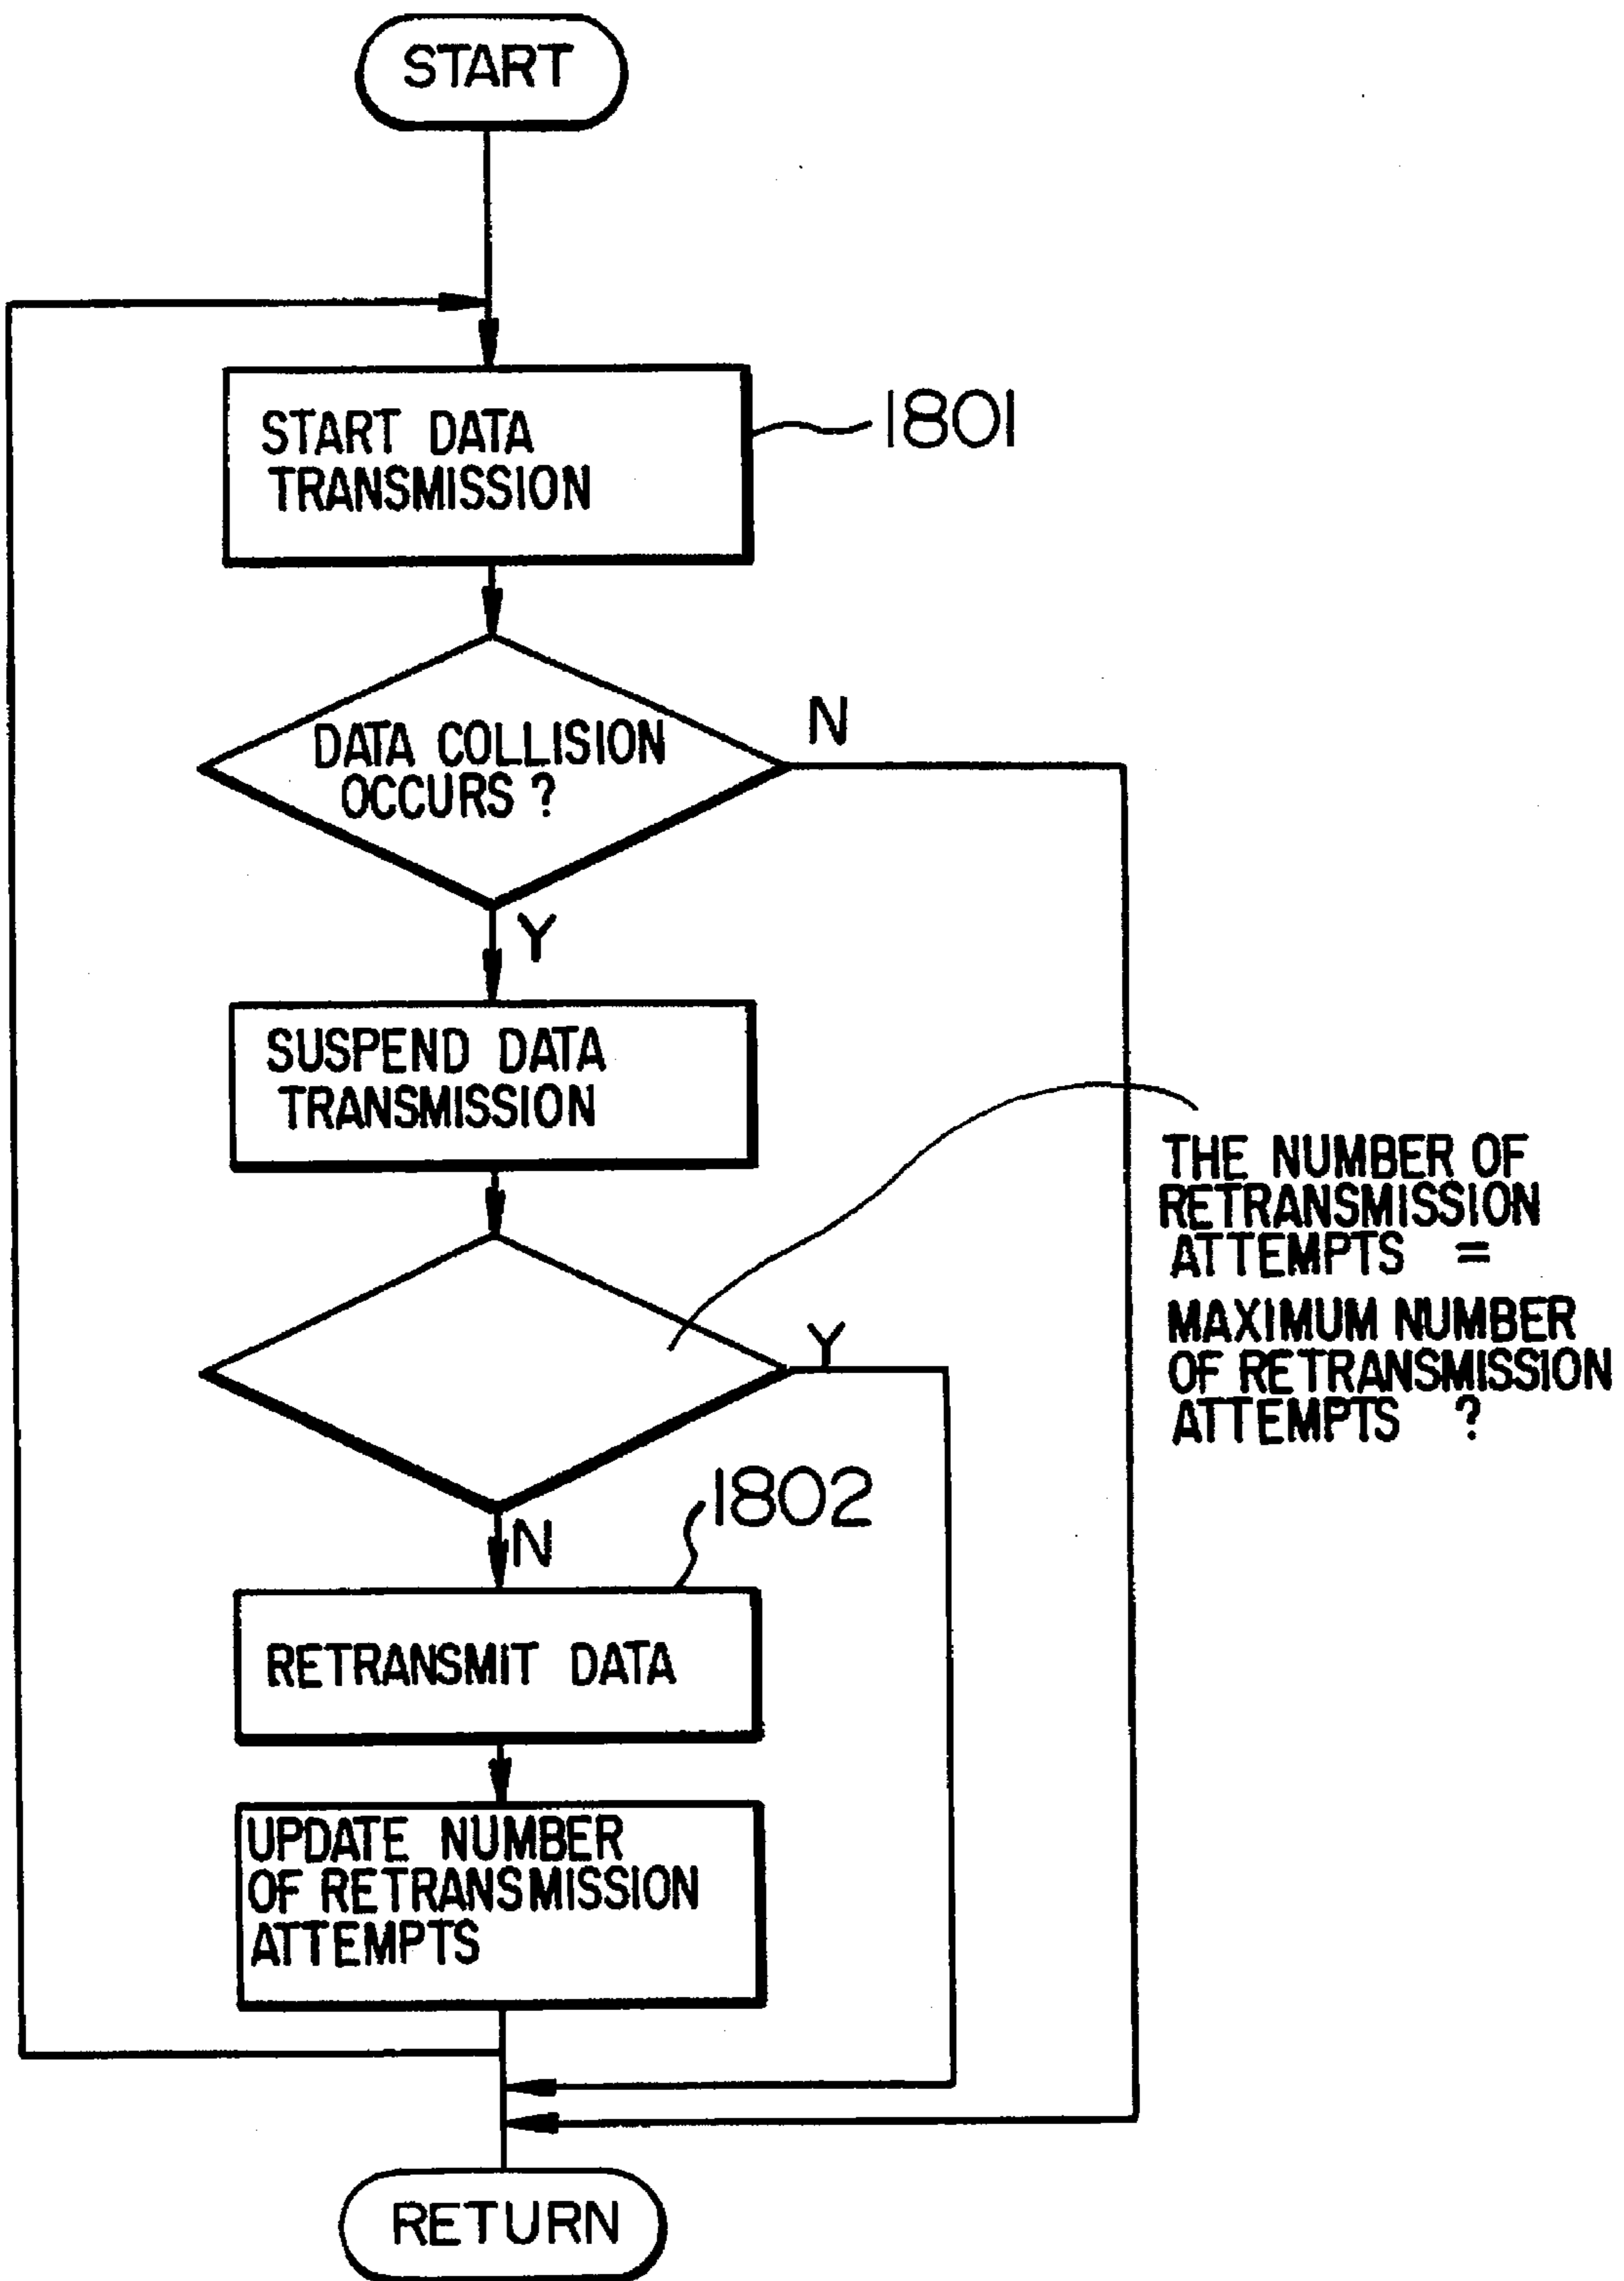 START
START DATA
TRANSMISSION
1801
DATA COLLISION
OCCURS ?
N
Y
SUSPEND DATA
TRANSMISSION
THE NUMBER OF
RETRANSMISSION
ATTEMPTS =
MAXIMUM NUMBER
OF RETRANSMISSION
ATTEMPTS ?
Y
N
1802
RETRANSMIT DATA
UPDATE NUMBER
OF RETRANSMISSION
ATTEMPTS
RETURN